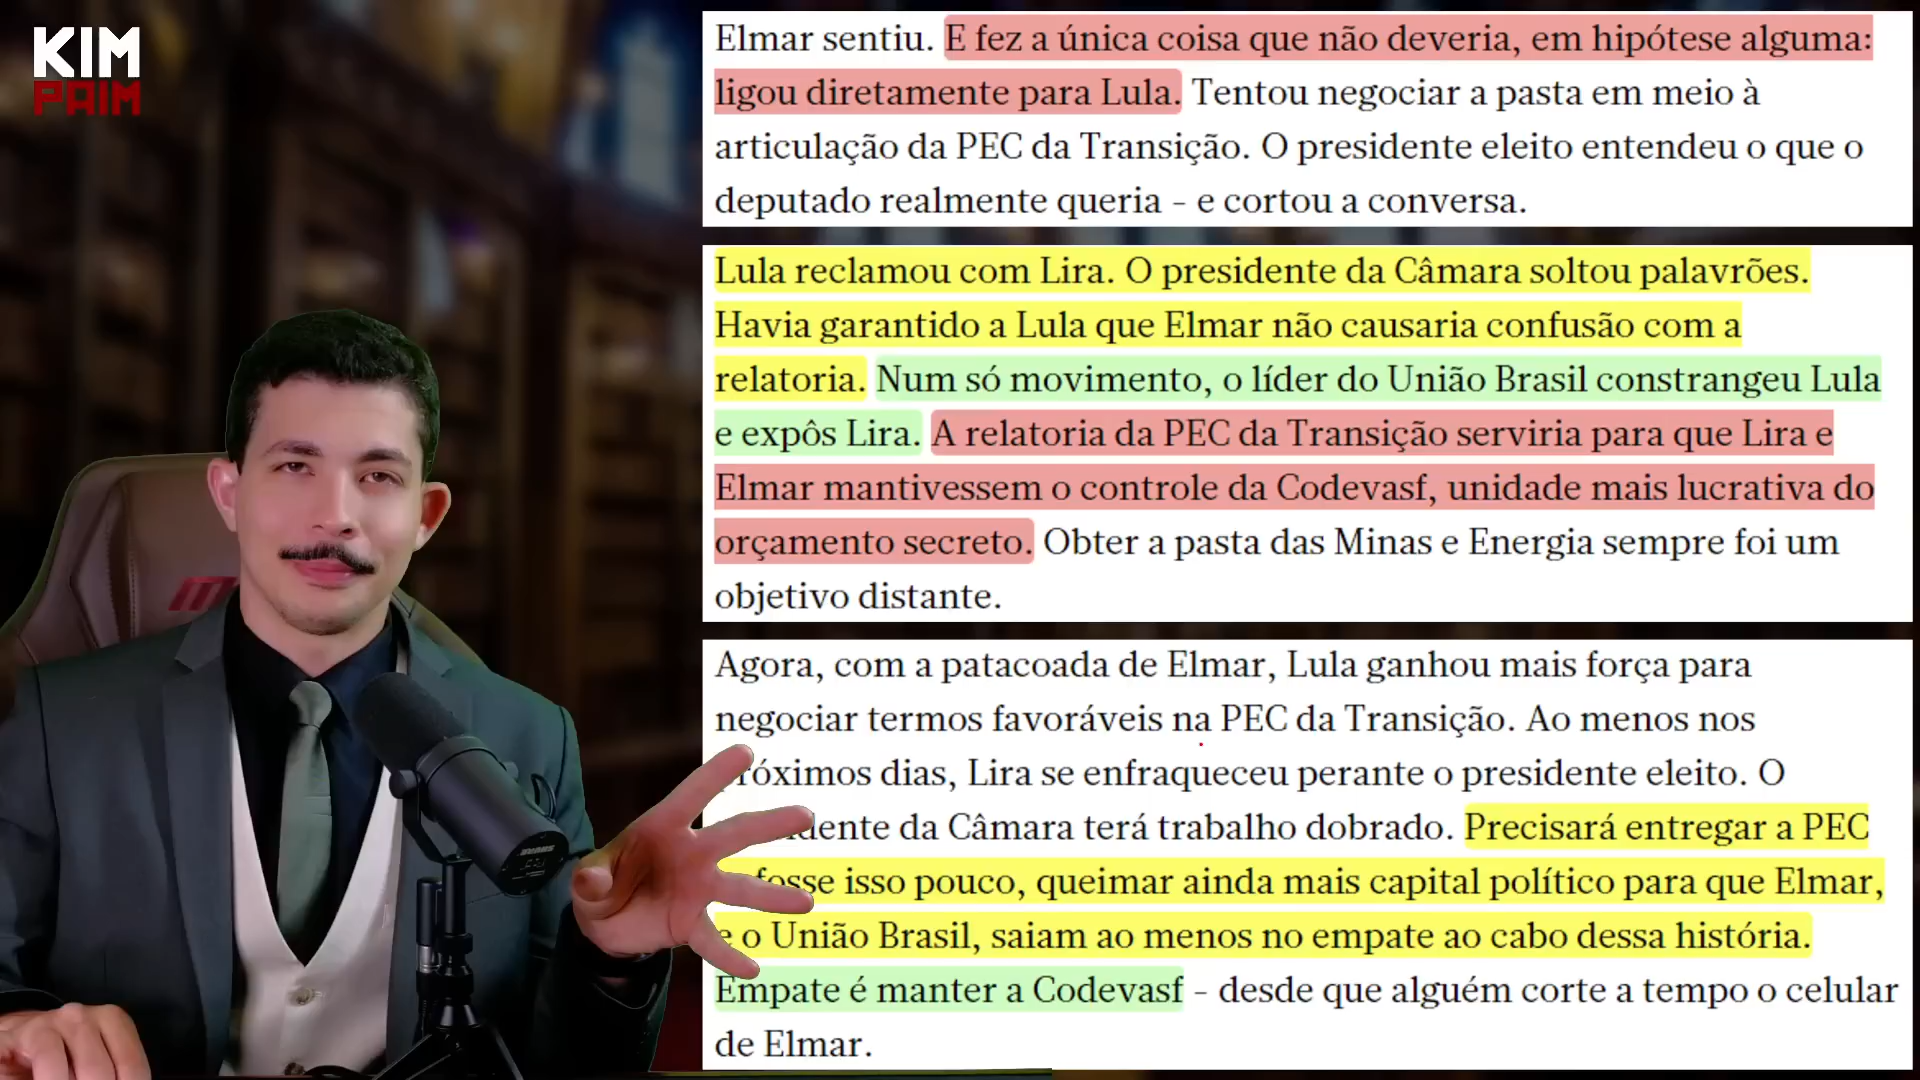 KIM
PAIM
Elmar sentiu. E fez a única coisa que não deveria, em hipótese alguma:
ligou diretamente para Lula. Tentou negociar a pasta em meio à
articulação da PEC da Transição. O presidente eleito entendeu o que o
deputado realmente queria – e cortou a conversa.
Lula reclamou com Lira. O presidente da Câmara soltou palavrões.
Havia garantido a Lula que Elmar não causaria confusão com a
relatoria. Num só movimento, o líder do União Brasil constrangeu Lula
e expôs Lira. A relatoria da PEC da Transição serviria para que Lira e
Elmar mantivessem o controle da Codevasf, unidade mais lucrativa do
orçamento secreto. Obter a pasta das Minas e Energia sempre foi um
objetivo distante.
Agora, com a patacoada de Elmar, Lula ganhou mais força para
negociar termos favoráveis na PEC da Transição. Ao menos nos
próximos dias, Lira se enfraqueceu perante o presidente eleito. O
da Câmara terá trabalho dobrado. Precisará entregar a PEC
fosse isso pouco, queimar ainda mais capital político para que Elmar,
e o União Brasil, saiam ao menos no empate ao cabo dessa história.
Empate é manter a Codevasf – desde que alguém corte a tempo o celular
de Elmar.